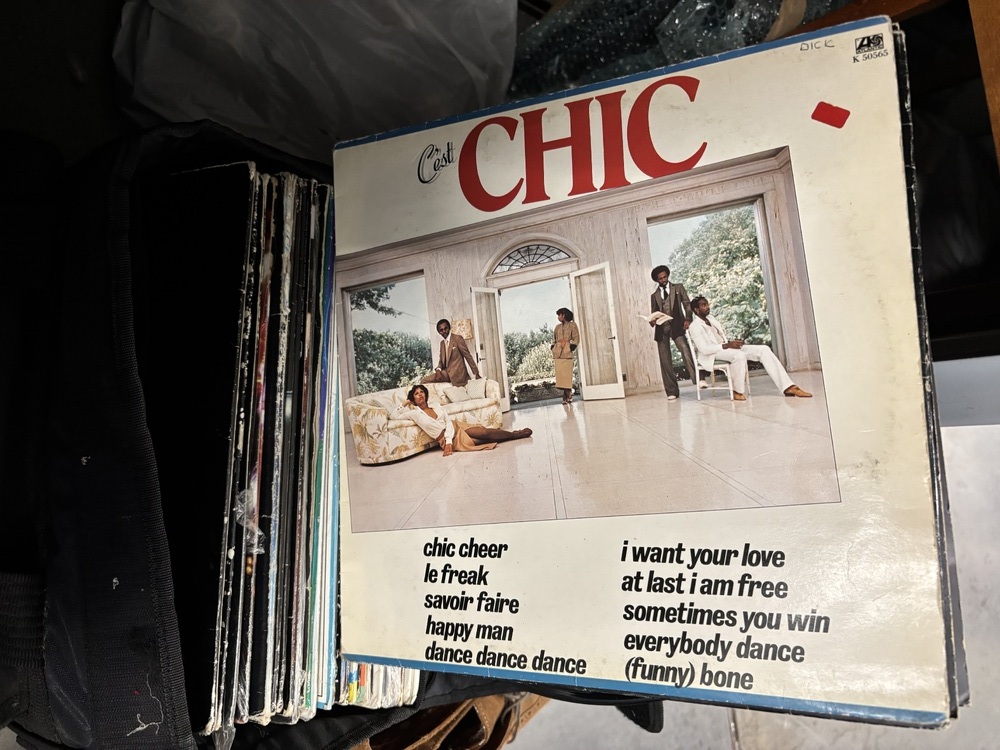 DICK
K 50565
C'est
CHIC
chic cheer
le freak
savoir faire
happy man
dance dance dance
i want your love
at last i am free
sometimes you win
everybody dance
(funny) bone